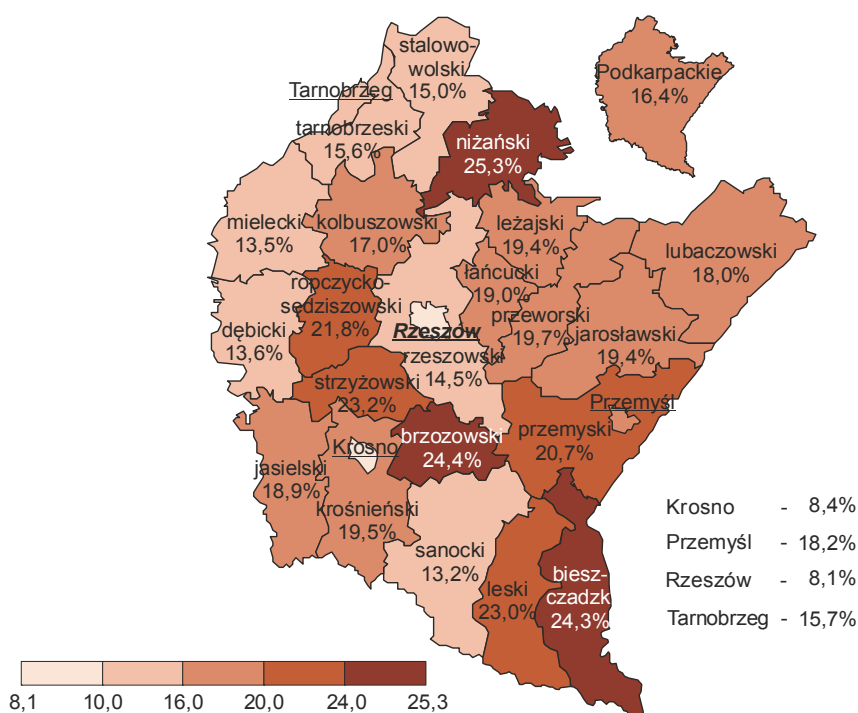 stalowo-
wolski
15,0%
Podkarpackie
16,4%
Tarnobrzeg
tarnobrzeski
15,6%
niżański
25,3%
mielecki
13,5%
kolbuszowski
17,0%
leżajski
19,4%
lubaczowski
18,0%
łańcucki
19,0%
ropczycko-
sędziszowski
21,8%
dębicki
13,6%
Rzeszów
rzeszowski
14,5%
przeworski
19,7%
jarosławski
19,4%
strzyżowski
23,2%
Przemyśl
przemyski
20,7%
Krosno
brzozowski
24,4%
jasielski
18,9%
krośnieński
19,5%
sanocki
13,2%
leski
23,0%
biesz-
czadzk
24,3%
Krosno - 8,4%
Przemyśl - 18,2%
Rzeszów - 8,1%
Tarnobrzeg - 15,7%
8,1 10,0 16,0 20,0 24,0 25,3